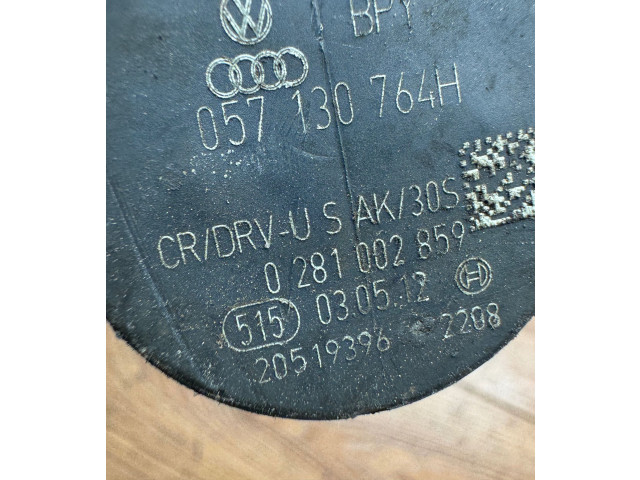 BPY
057 130 764H
CR/DRV-U S AK/30S
0 281 002 859
515 03.05.12
20519396 2208